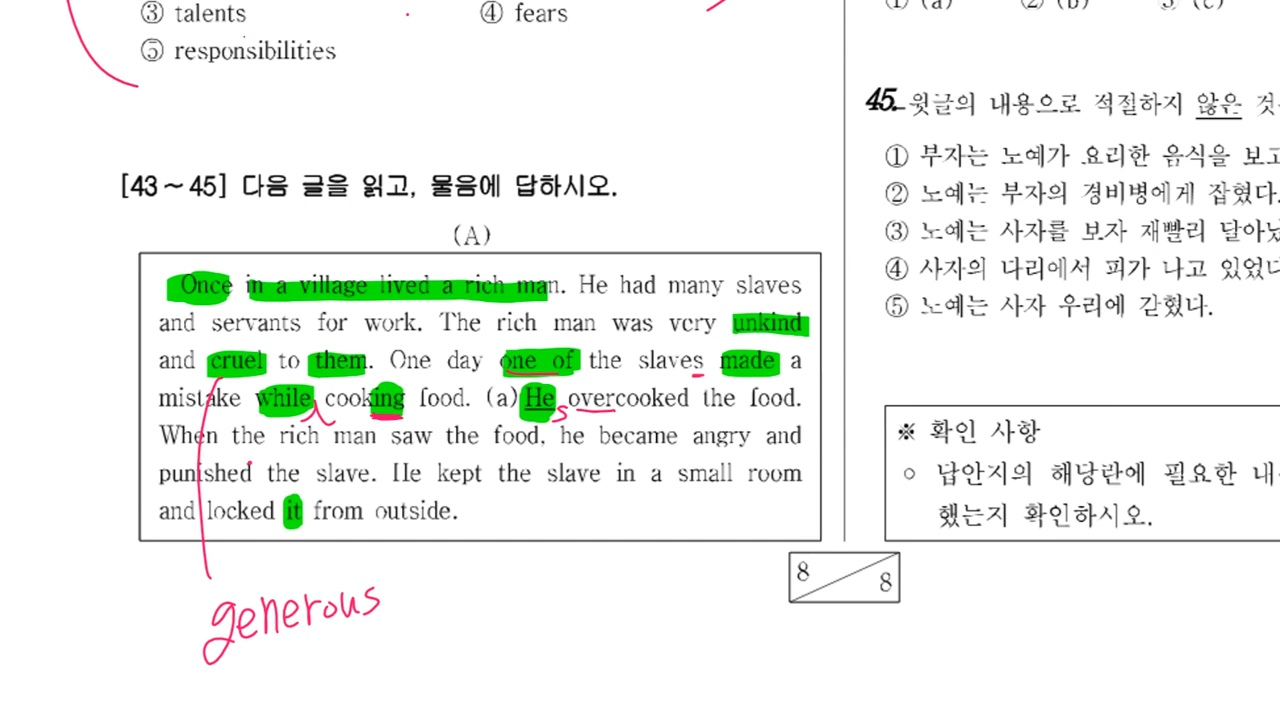 ③ talents ④ fears
⑤ responsibilities
[43~45] 다음 글을 읽고, 물음에 답하시오.
(A)
Once in a village lived a rich man. He had many slaves
and servants for work. The rich man was very unkind
and cruel to them. One day one of the slaves made a
mistake while cooking food. (a) He overcooked the food.
s
When the rich man saw the food, he became angry and
punished the slave. He kept the slave in a small room
and locked it from outside.
generous
① (a) ② (b) ③ (c)
45. 윗글의 내용으로 적절하지 않은 것
① 부자는 노예가 요리한 음식을 보고
② 노예는 부자의 경비병에게 잡혔다.
③ 노예는 사자를 보자 재빨리 달아났
④ 사자의 다리에서 피가 나고 있었다
⑤ 노예는 사자 우리에 갇혔다.
※ 확인 사항
○ 답안지의 해당란에 필요한 내
했는지 확인하시오.
8 8